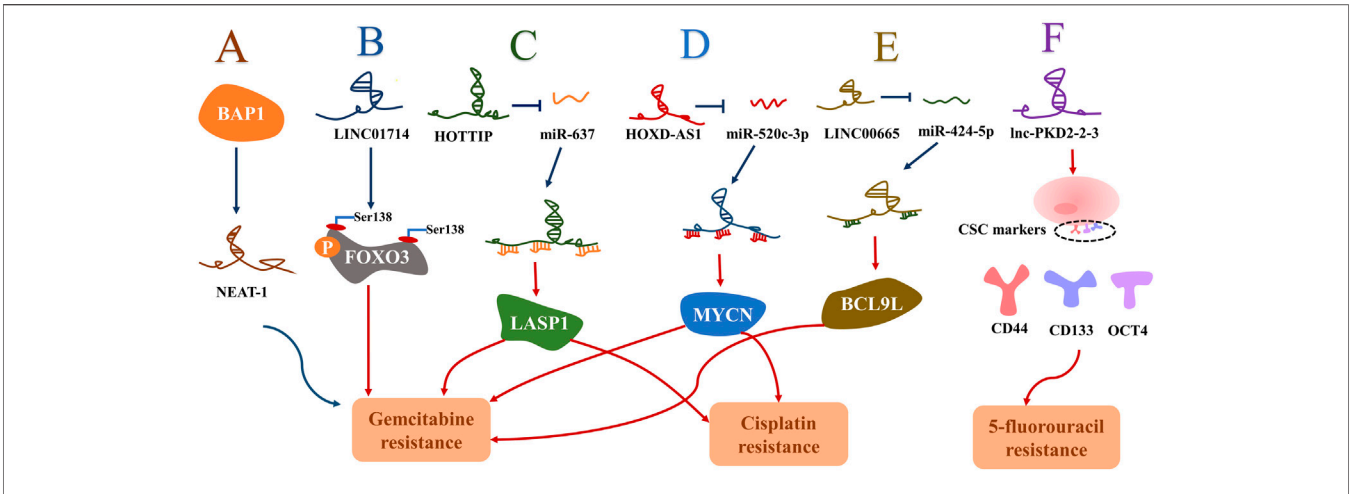 A
B
C
D
E
F
BAP1
LINC01714
HOTTIP
miR-637
HOXD-AS1
miR-520c-3p
LINC00665
miR-424-5p
lnc-PKD2-2-3
Ser138
Ser138
P
FOXO3
NEAT-1
CSC markers
LASP1
MYCN
BCL9L
CD44
CD133
OCT4
Gemcitabine
resistance
Cisplatin
resistance
5-fluorouracil
resistance